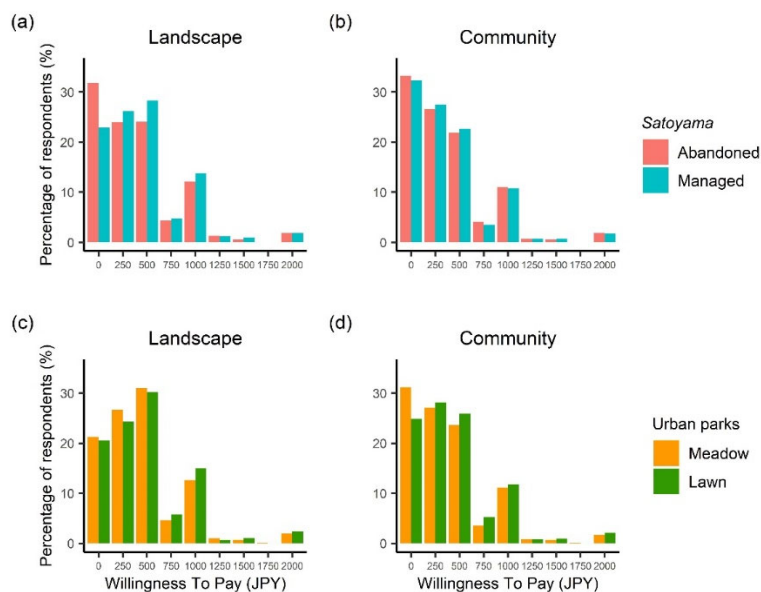 (a)
Landscape
(b)
Community
Percentage of respondents (%)
30
20
10
0
0 250 500 750 1000 1250 1500 1750 2000
30
20
10
0
0 250 500 750 1000 1250 1500 1750 2000
Satoyama
Abandoned
Managed
(c)
Landscape
(d)
Community
Percentage of respondents (%)
30
20
10
0
0 250 500 750 1000 1250 1500 1750 2000
Willingness To Pay (JPY)
30
20
10
0
0 250 500 750 1000 1250 1500 1750 2000
Willingness To Pay (JPY)
Urban parks
Meadow
Lawn